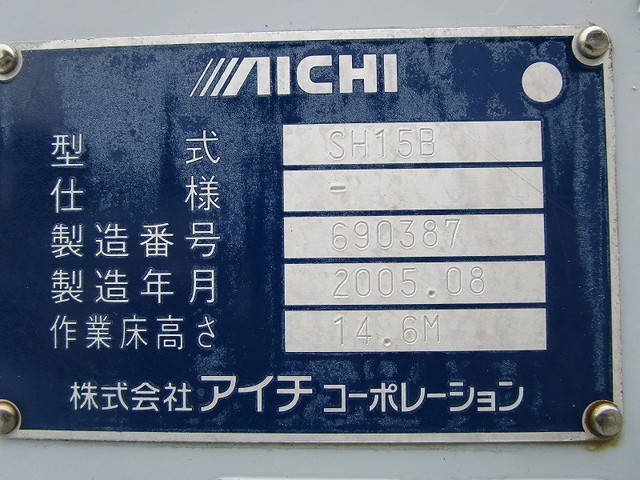 AICHI
型式 SH15B
仕様 -
製造番号 690387
製造年月 2005.08
作業床高さ 14.6M
株式会社 アイチ コーポレーション